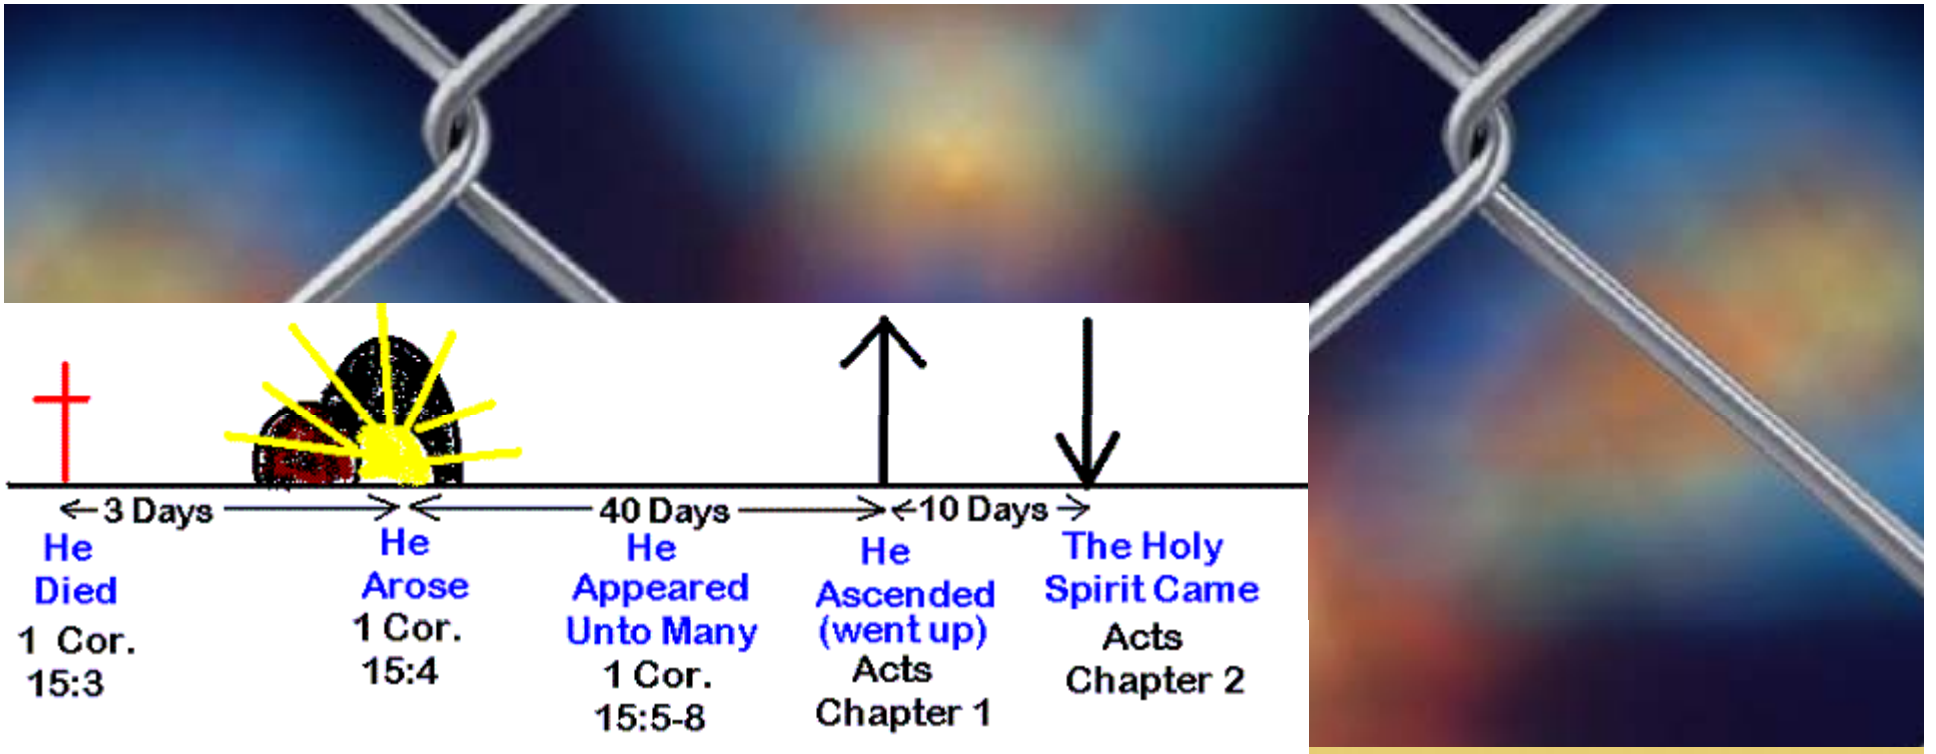 3 Days
40 Days
10 Days
He
Died
1 Cor.
15:3
He
Arose
1 Cor.
15:4
He
Appeared
Unto Many
1 Cor.
15:5-8
He
Ascended
(went up)
Acts
Chapter 1
The Holy
Spirit Came
Acts
Chapter 2